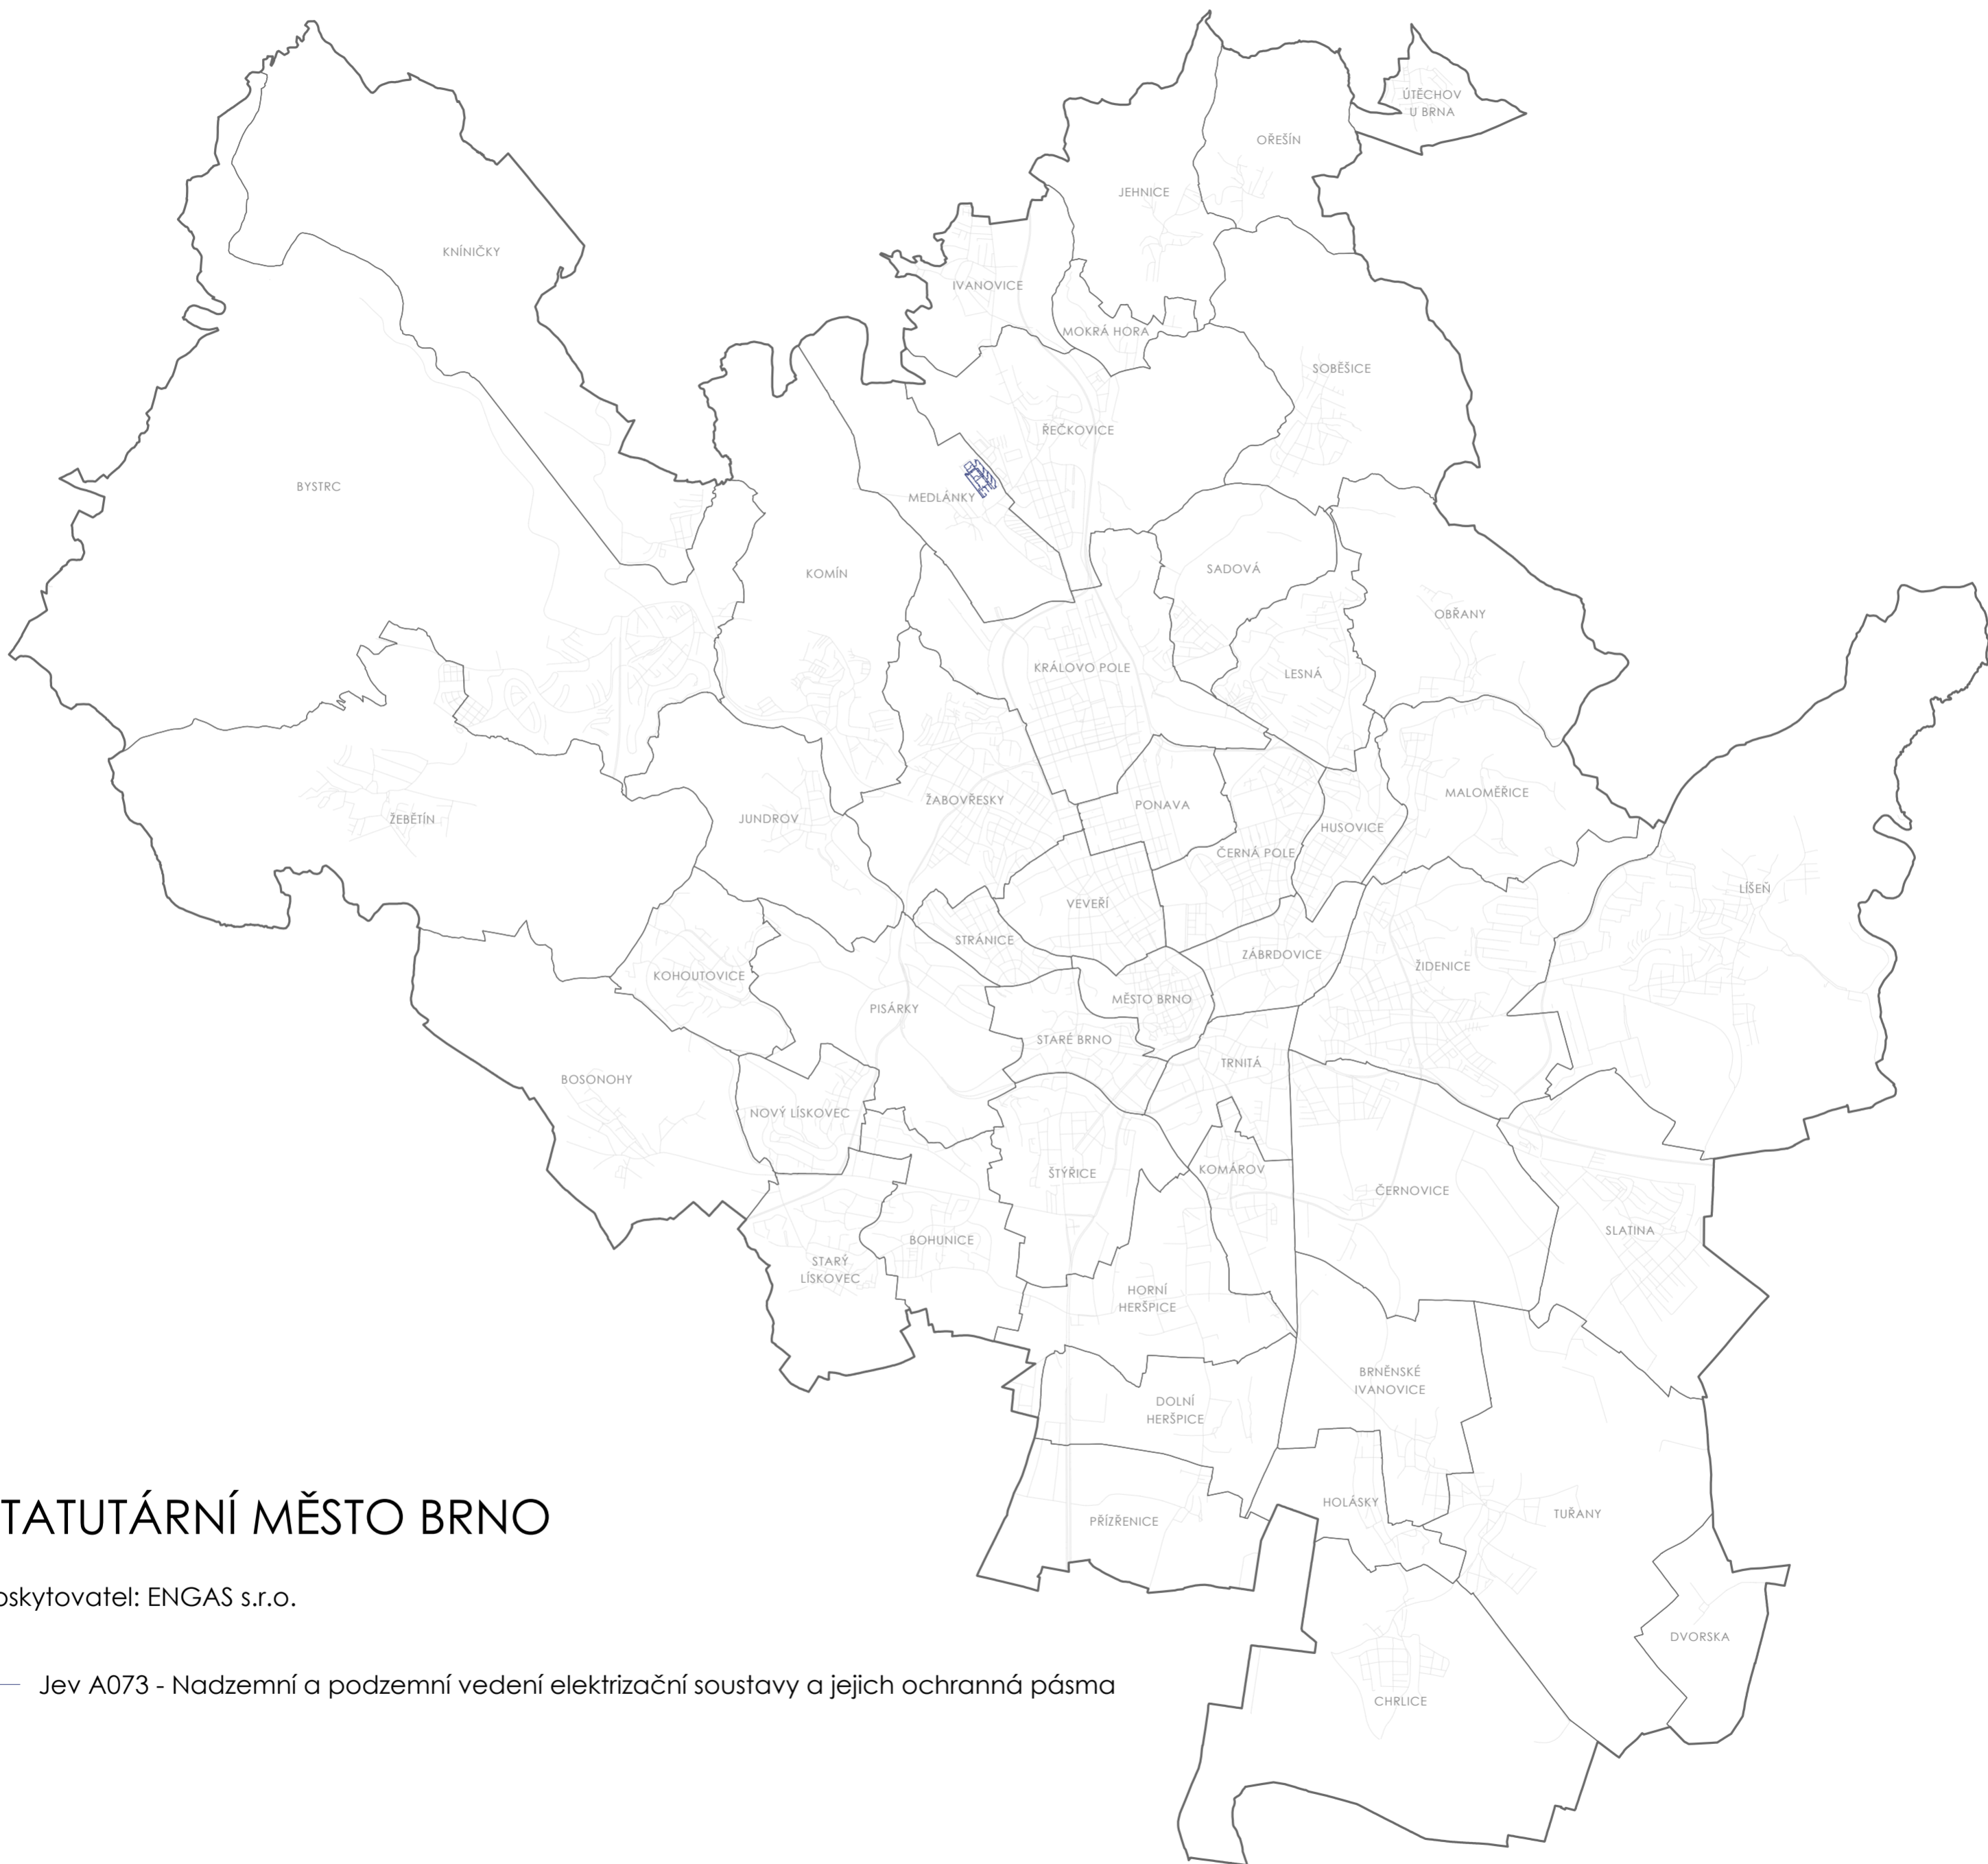 ÚTĚCHOV
U BRNA
OŘEŠÍN
JEHNICE
KNÍNIČKY
IVANOVICE
MOKRÁ HORA
SOBĚŠICE
ŘEČKOVICE
BYSTRC
MEDLÁNKY
KOMÍN
SADOVÁ
OBŘANY
KRÁLOVO POLE
LESNÁ
MALOMĚŘICE
ŽABOVŘESKY
PONAVA
ŽEBĚTÍN
JUNDROV
HUSOVICE
ČERNÁ POLE
LÍŠEŇ
VEVEŘÍ
STRÁNICE
ZÁBRDOVICE
ŽIDENICE
KOHOUTOVICE
MĚSTO BRNO
PISÁRKY
STARÉ BRNO
TRNITÁ
BOSONOHY
NOVÝ LÍSKOVEC
ŠTÝŘICE
KOMÁROV
ČERNOVICE
SLATINA
BOHUNICE
STARÝ
LÍSKOVEC
HORNÍ
HERŠPICE
BRNĚNSKÉ
IVANOVICE
DOLNÍ
HERŠPICE
HOLÁSKY
TUŘANY
PŘÍZŘENICE
TATUTÁRNÍ MĚSTO BRNO
oskytovatel: ENGAS s.r.o.
DVORSKA
Jev A073 - Nadzemní a podzemní vedení elektrizační soustavy a jejich ochranná pásma
CHRLICE